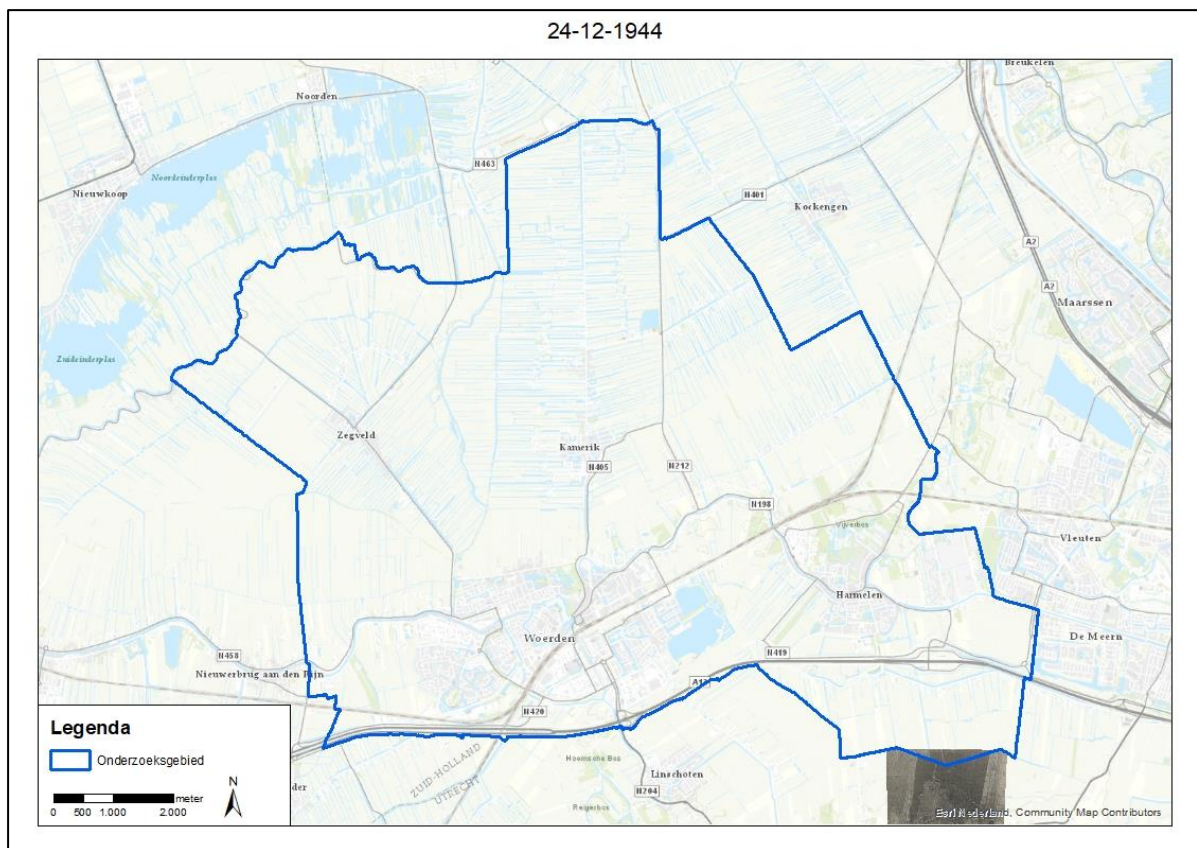 24-12-1944
Breukelen
Noorden
Noordeinderplas
N463
Nieuwkoop
N401
Kockengen
A2
A2
Maarssen
Zuideinderplas
Zegveld
Kamerik
N405
N212
N198
Vijverbos
Vleuten
Harmelen
Woerden
De Meern
N458
N419
Nieuwerbrug aan den Rijn
A12
N420
ZUID-HOLLAND
UTRECHT
Linschoten
N204
Reigerbos
Legenda
Onderzoeksgebied
N
meter
0 500 1.000 2.000
Esri Nederland, Community Map Contributors